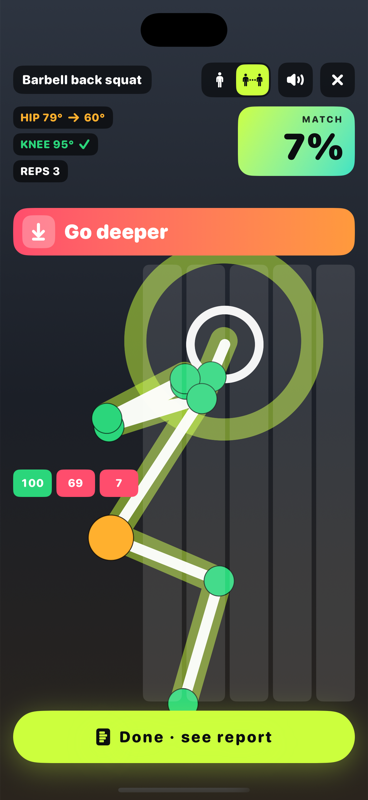 Barbell back squat
HIP 79° → 60°
KNEE 95° ✓
REPS 3
MATCH
7%
Go deeper
100 69 7
Done · see report